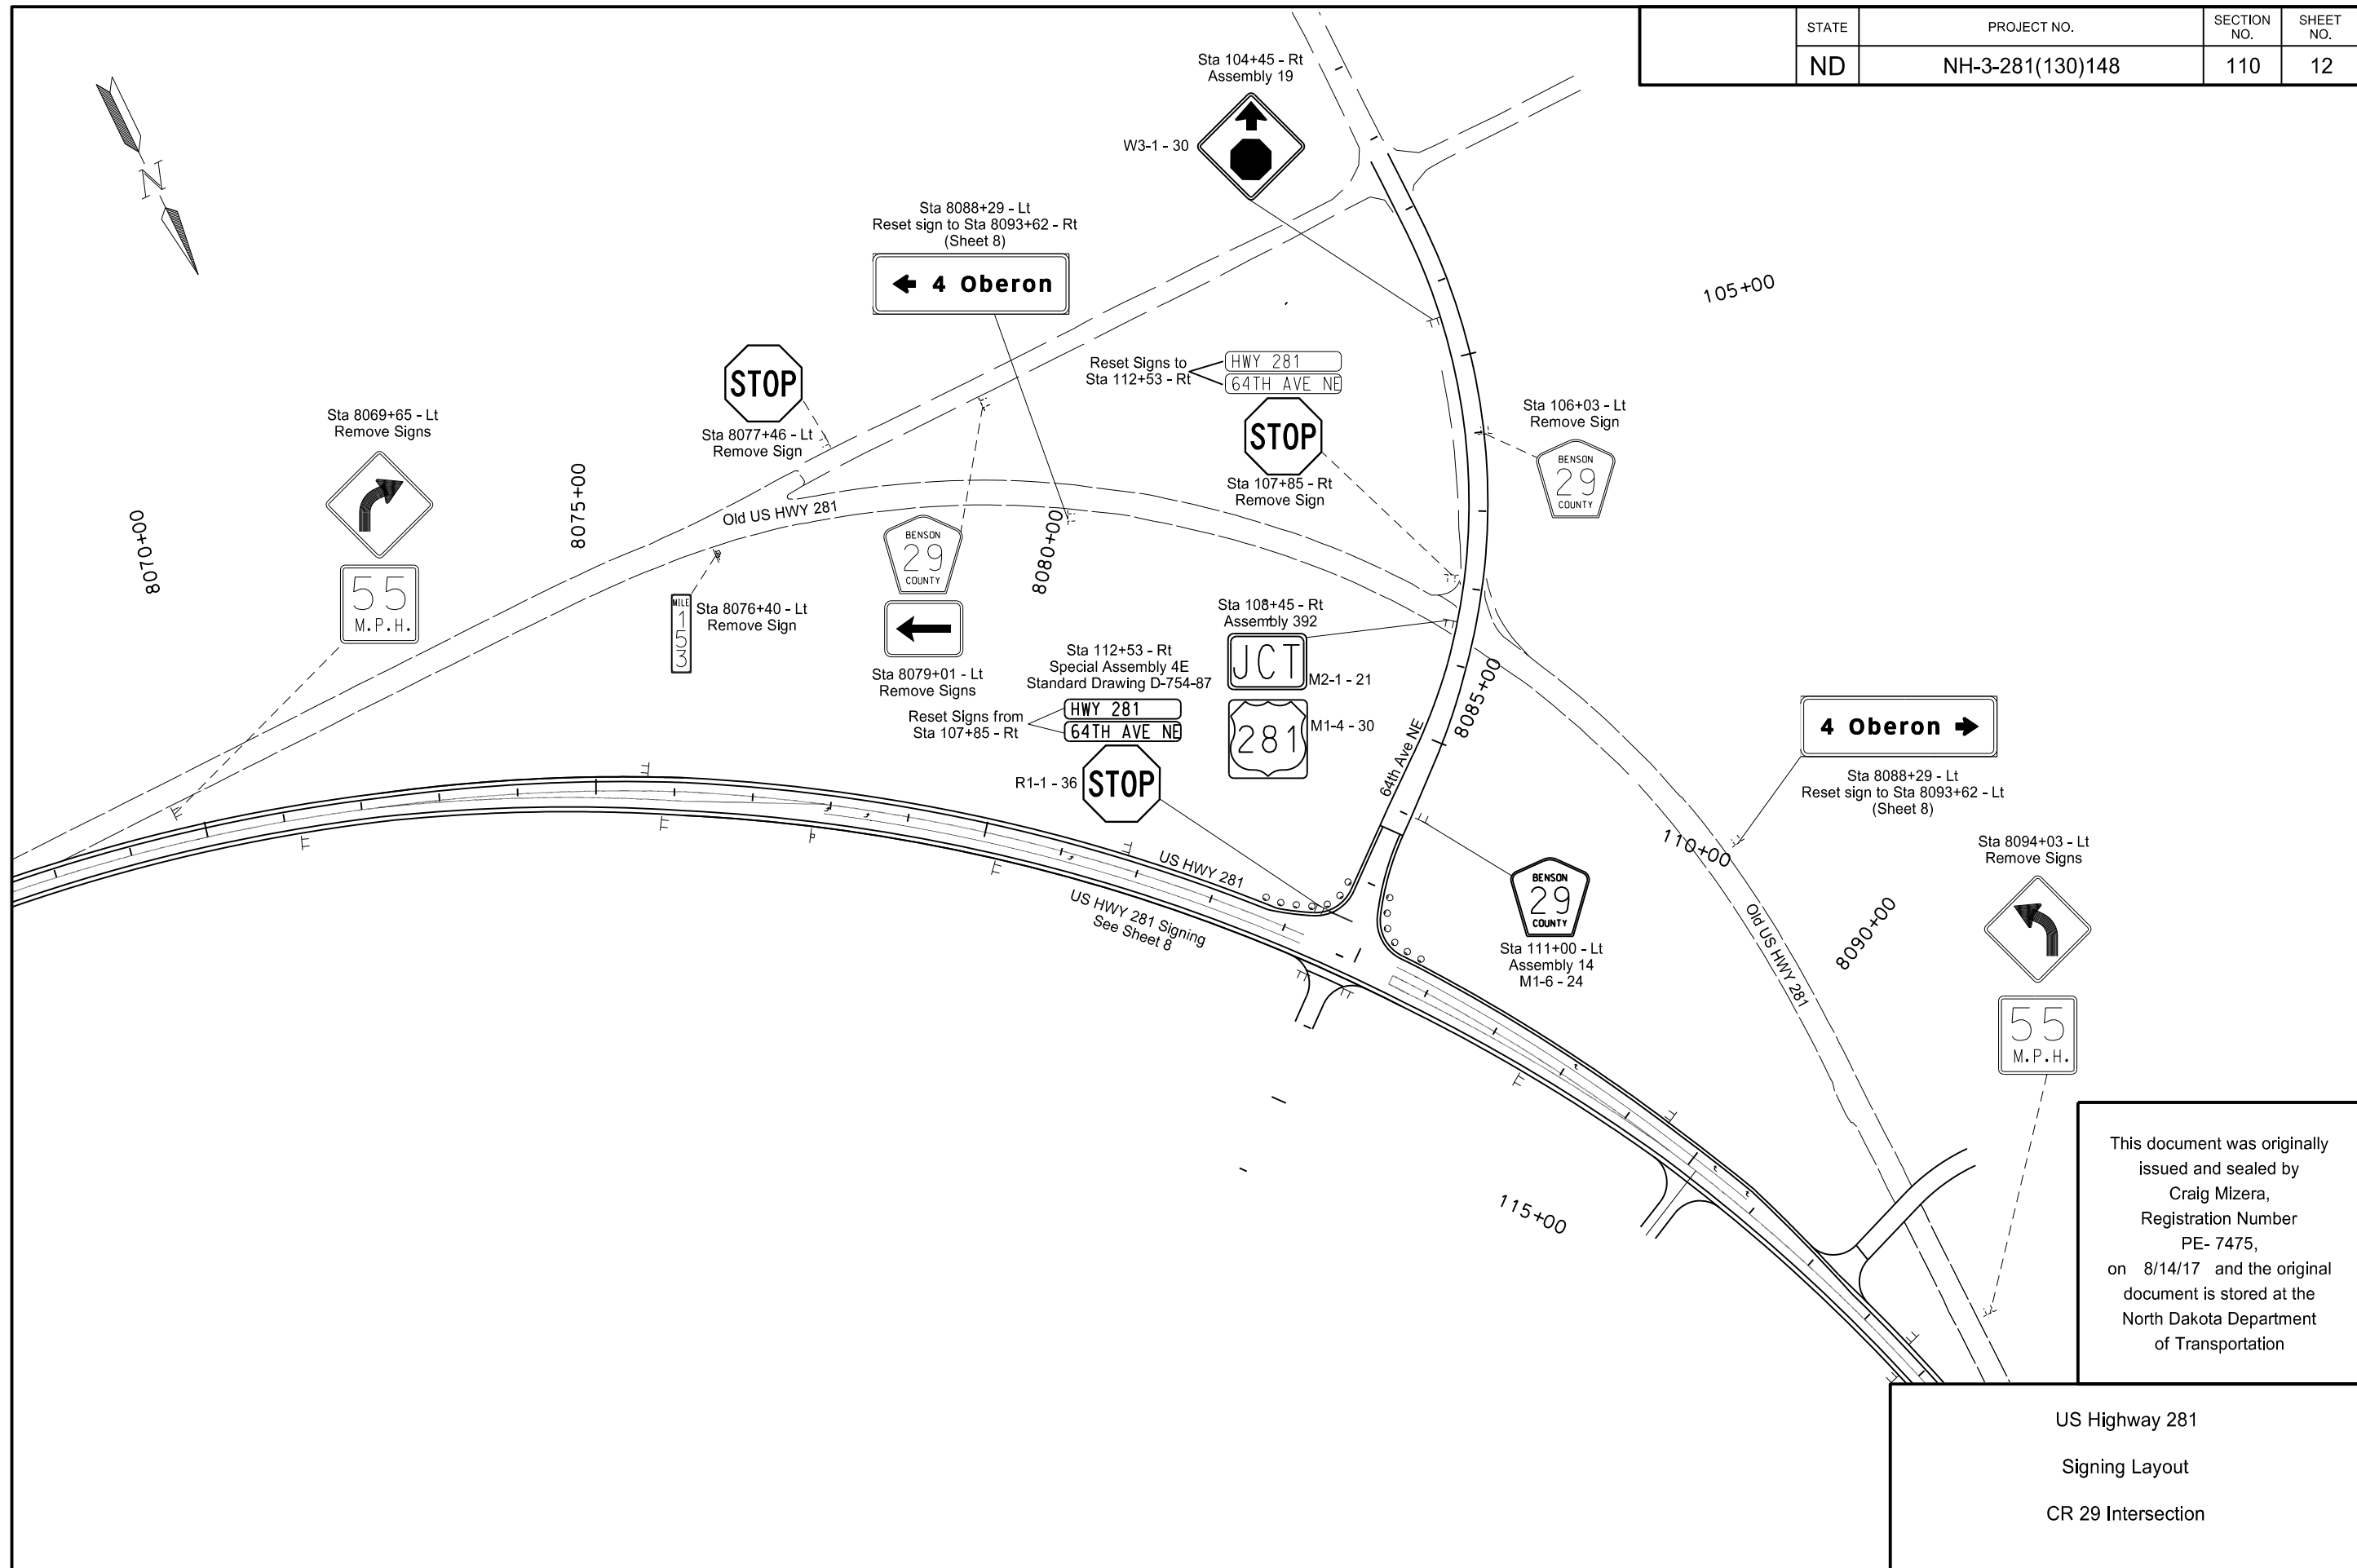 STATE
PROJECT NO.
SECTION NO.
SHEET NO.
ND
NH-3-281(130)148
110
12
N
Sta 104+45 - Rt
Assembly 19
W3-1 - 30
Sta 8088+29 - Lt
Reset sign to Sta 8093+62 - Rt
(Sheet 8)
4 Oberon
105+00
STOP
Sta 8077+46 - Lt
Remove Sign
Reset Signs to
Sta 112+53 - Rt
HWY 281
64TH AVE NE
STOP
Sta 107+85 - Rt
Remove Sign
Sta 106+03 - Lt
Remove Sign
BENSON
29
COUNTY
Sta 8069+65 - Lt
Remove Signs
55
M.P.H.
8070+00
8075+00
Old US HWY 281
8080+00
BENSON
29
COUNTY
Sta 8079+01 - Lt
Remove Signs
MILE
1
5
3
Sta 8076+40 - Lt
Remove Sign
Sta 108+45 - Rt
Assembly 392
JCT
M2-1 - 21
281
M1-4 - 30
Sta 112+53 - Rt
Special Assembly 4E
Standard Drawing D-754-87
Reset Signs from
Sta 107+85 - Rt
HWY 281
64TH AVE NE
R1-1 - 36
STOP
64th Ave NE
8085+00
4 Oberon
Sta 8088+29 - Lt
Reset sign to Sta 8093+62 - Lt
(Sheet 8)
110+00
US HWY 281
US HWY 281 Signing
See Sheet 8
BENSON
29
COUNTY
Sta 111+00 - Lt
Assembly 14
M1-6 - 24
Old US HWY 281
8090+00
Sta 8094+03 - Lt
Remove Signs
55
M.P.H.
115+00
This document was originally
issued and sealed by
Craig Mizera,
Registration Number
PE- 7475,
on 8/14/17 and the original
document is stored at the
North Dakota Department
of Transportation
US Highway 281
Signing Layout
CR 29 Intersection